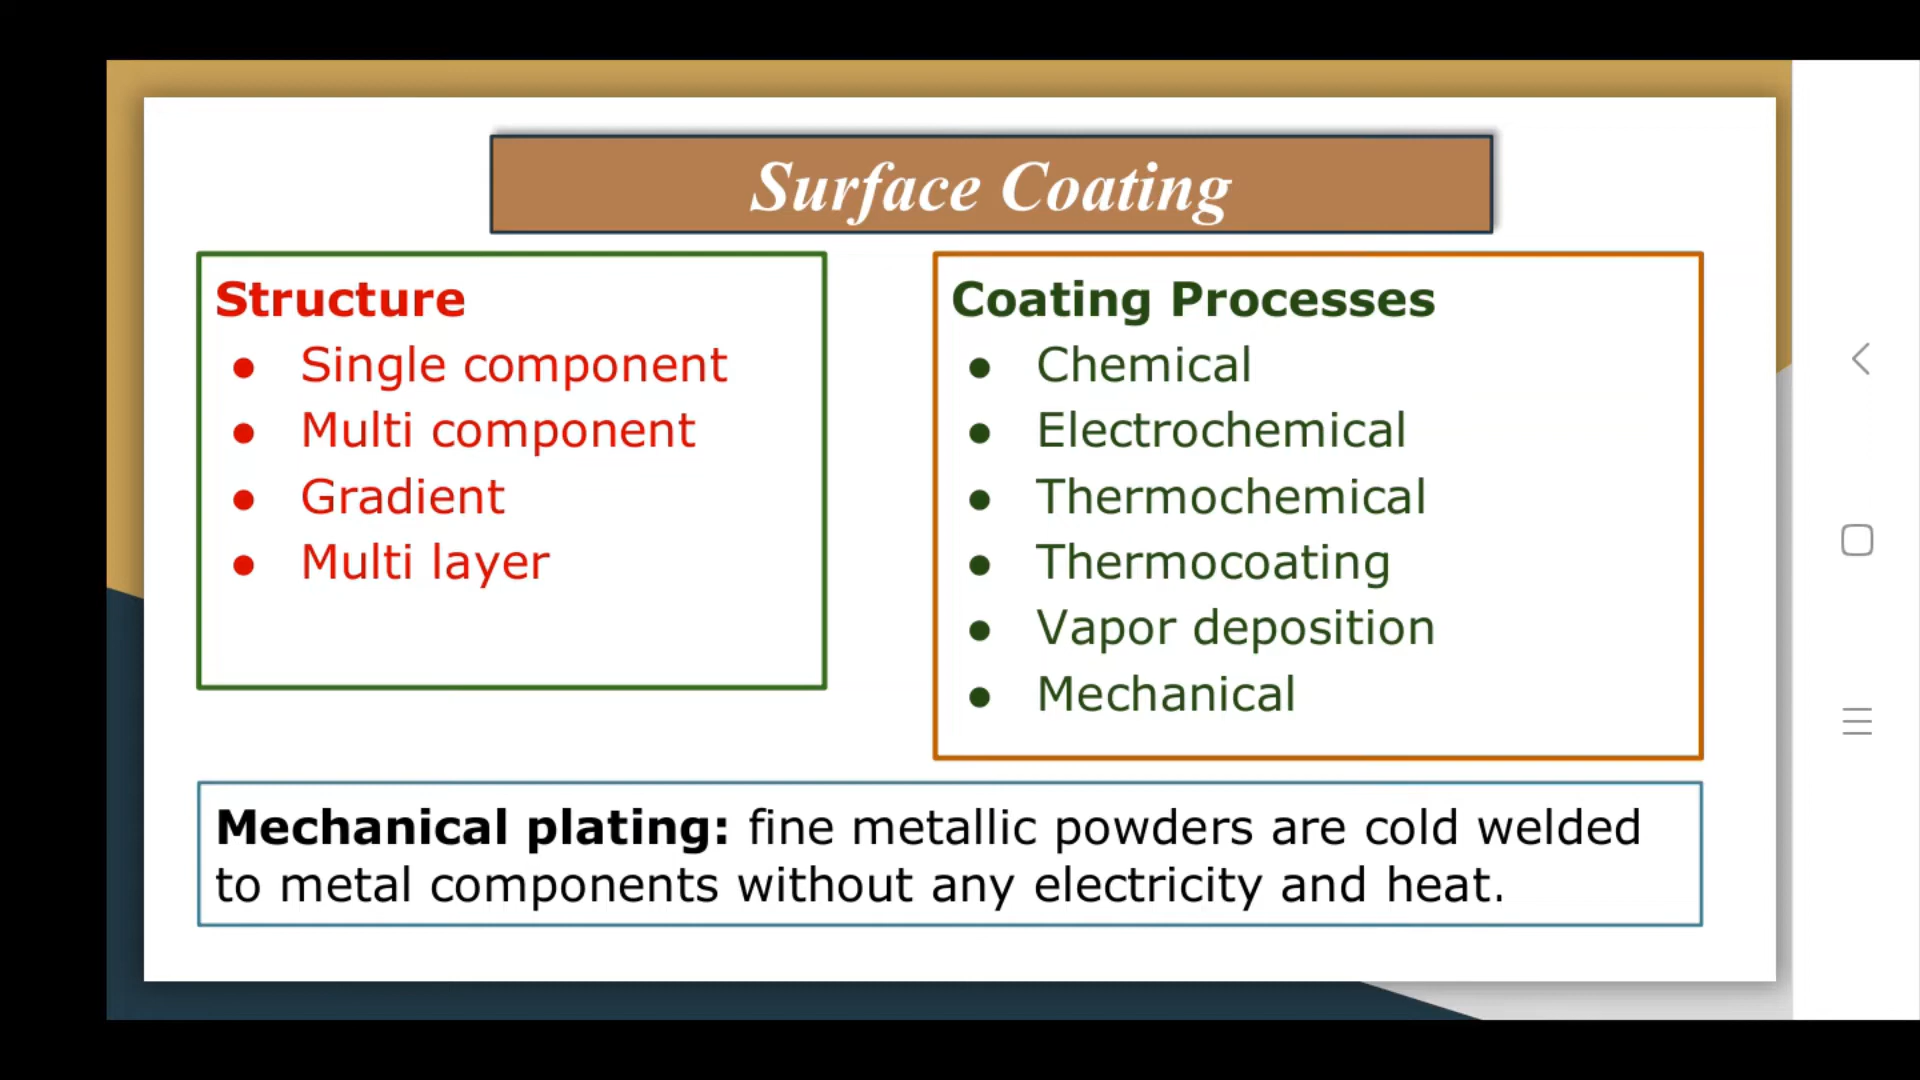 Surface Coating
Structure
● Single component
● Multi component
● Gradient
● Multi layer
Coating Processes
● Chemical
● Electrochemical
● Thermochemical
● Thermocoating
● Vapor deposition
● Mechanical
Mechanical plating: fine metallic powders are cold welded
to metal components without any electricity and heat.